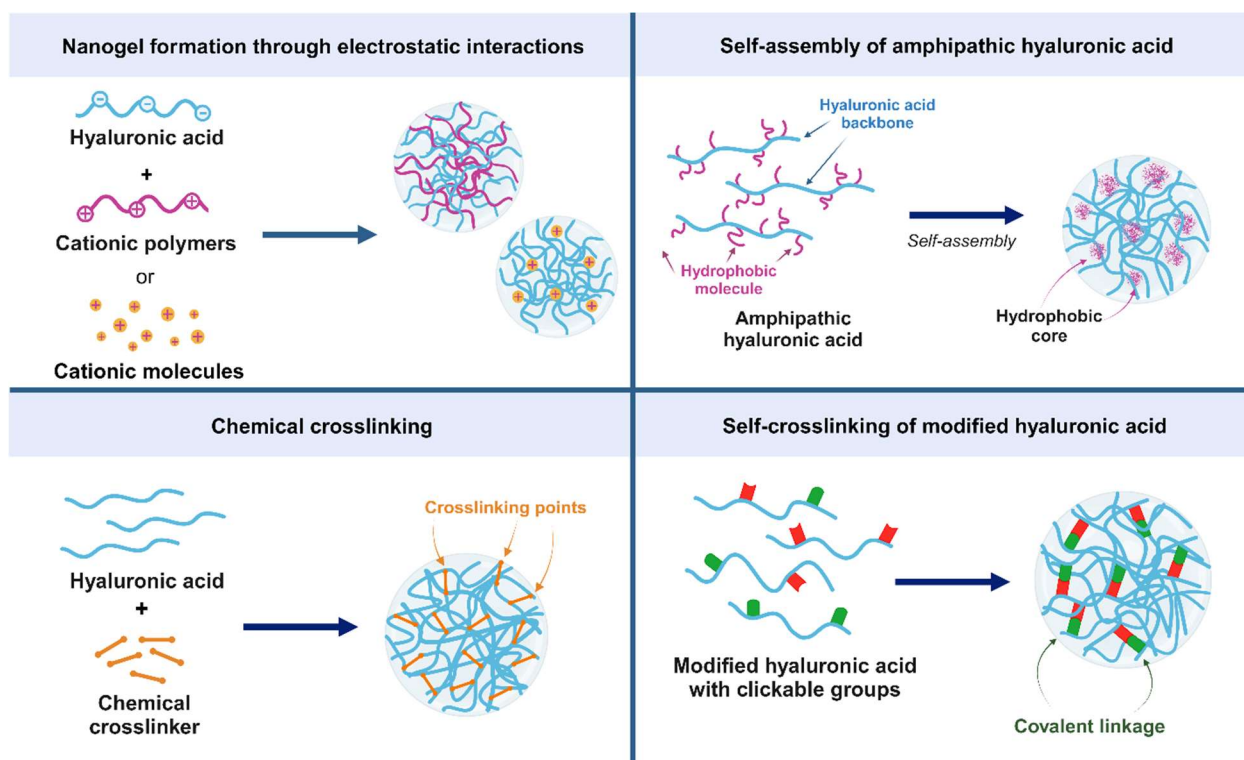 Nanogel formation through electrostatic interactions
Hyaluronic acid
+
Cationic polymers
or
Cationic molecules
Self-assembly of amphipathic hyaluronic acid
Hyaluronic acid
backbone
Hydrophobic
molecule
Amphipathic
hyaluronic acid
Self-assembly
Hydrophobic
core
Chemical crosslinking
Hyaluronic acid
+
Chemical
crosslinker
Crosslinking points
Self-crosslinking of modified hyaluronic acid
Modified hyaluronic acid
with clickable groups
Covalent linkage